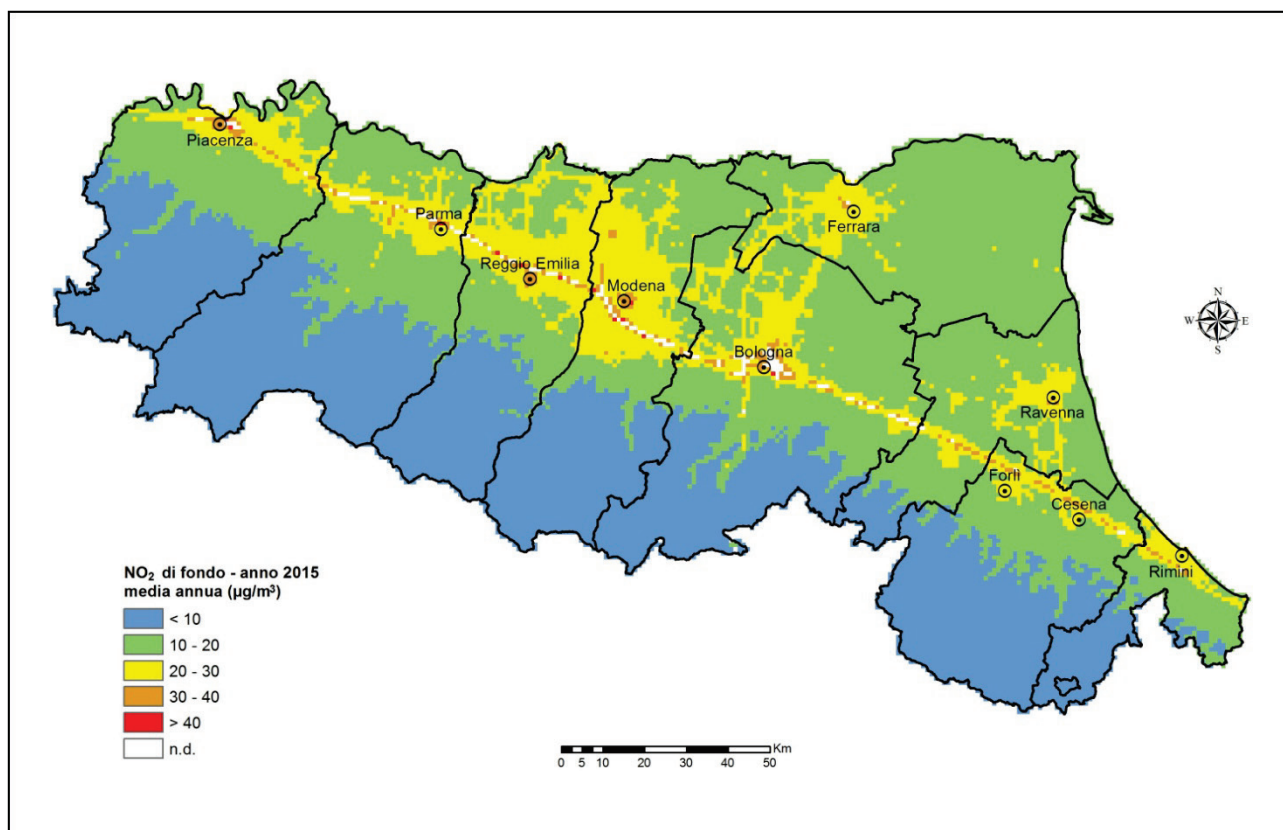 Piacenza
Parma
Reggio Emilia
Modena
Ferrara
Bologna
Ravenna
Forlì
Cesena
Rimini
N
W
E
S
NO₂ di fondo - anno 2015
media annua (µg/m³)
< 10
10 - 20
20 - 30
30 - 40
> 40
n.d.
Km
0 5 10 20 30 40 50